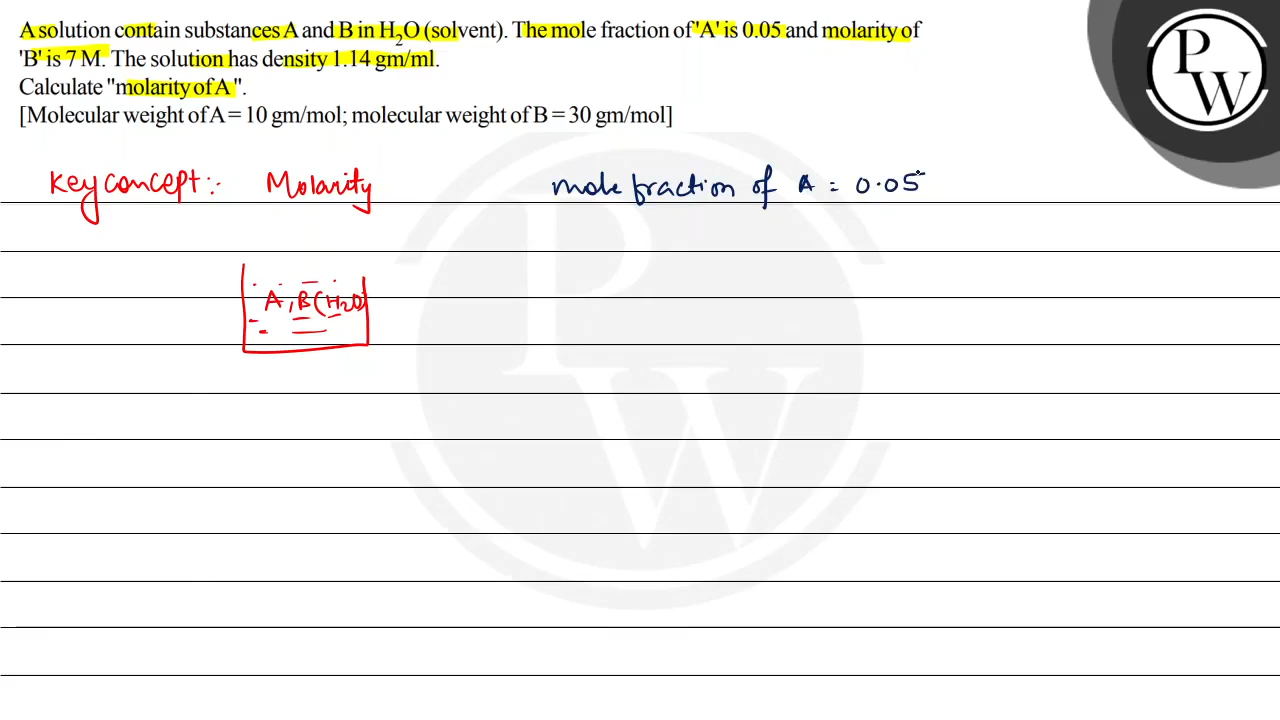 A solution contain substances A and B in H₂O (solvent). The mole fraction of 'A' is 0.05 and molarity of
'B' is 7 M. The solution has density 1.14 gm/ml.
Calculate "molarity of A ".
[Molecular weight of A = 10 gm/mol; molecular weight of B = 30 gm/mol]
P
W
Key concept :- Molarity
mole fraction of A = 0.05
A, B (H₂O)
P
W